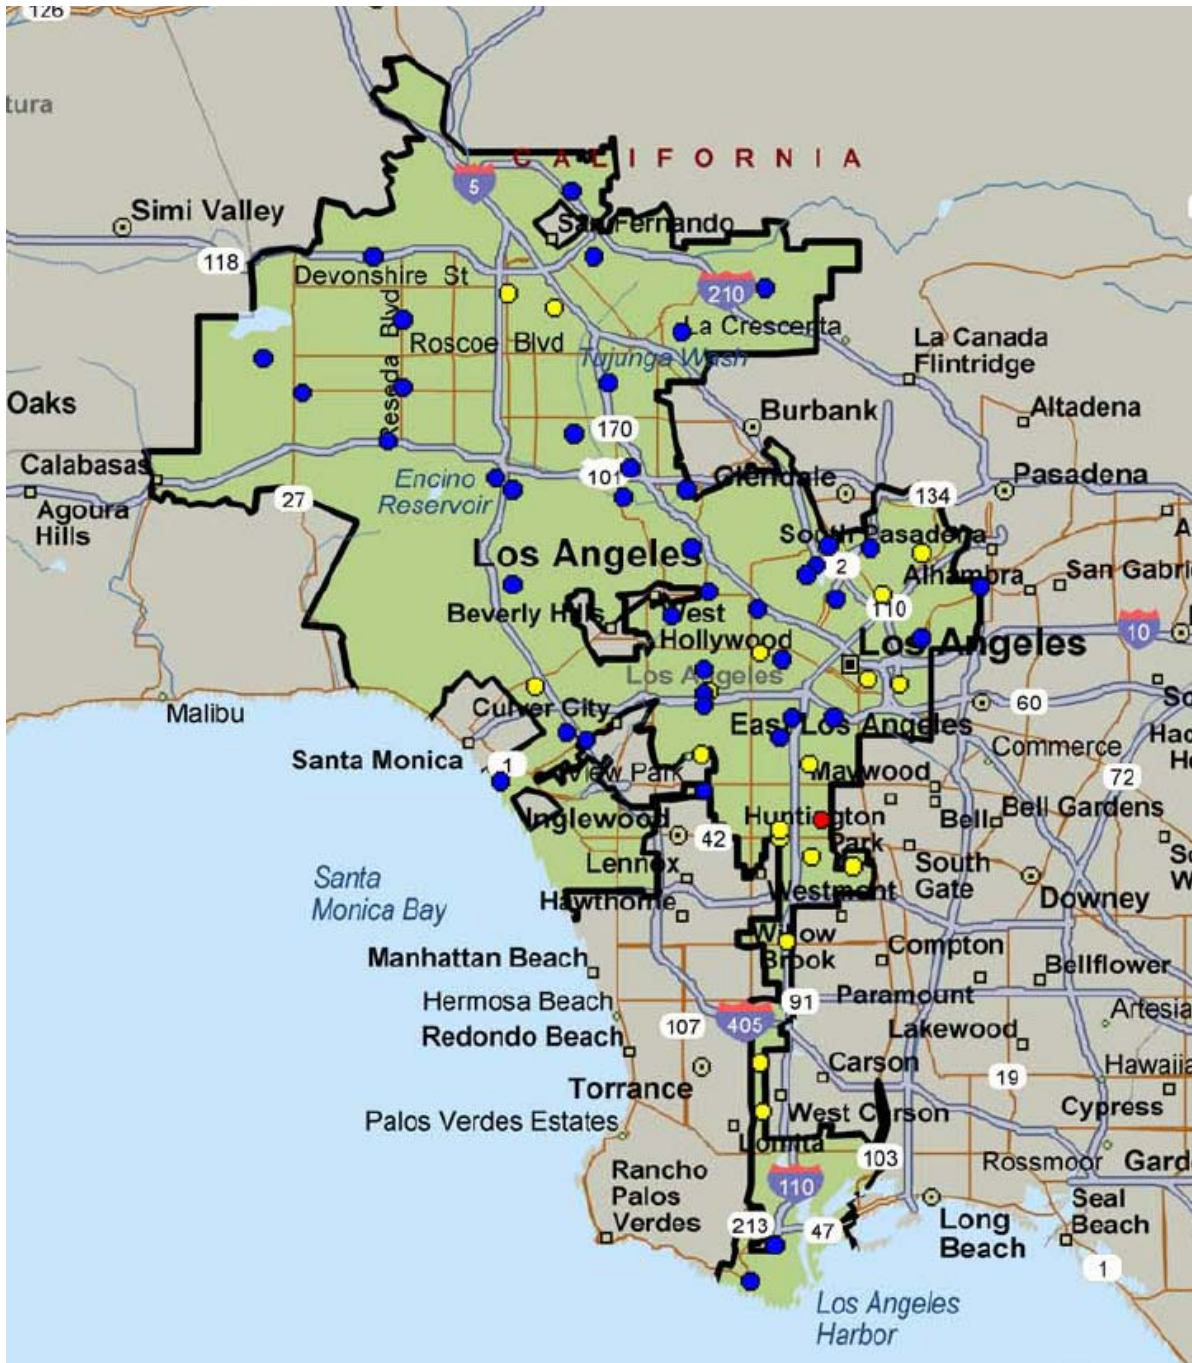 126
tura
CALIFORNIA
5
Simi Valley
San Fernando
118
Devonshire St
210
Reseda Blvd
Roscoe Blvd
La Crescenta
Tujunga Wash
La Canada
Flintridge
Oaks
Burbank
Altadena
170
Calabasas
Encino
Reservoir
101
Glendale
Pasadena
Agoura
Hills
27
134
Los Angeles
South Pasadena
2
Alhambra
San Gabri
A
Beverly Hills
West
Hollywood
110
10
Los Angeles
Los Angeles
Malibu
Culver City
East Los Angeles
60
So
Santa Monica
1
View Park
Maywood
Commerce
Hac
He
72
Inglewood
42
Huntington
Park
Bell
Bell Gardens
Lennox
South
Gate
So
W
Santa
Monica Bay
Hawthorne
Westmont
Downey
Willow
Brook
Compton
Manhattan Beach
Bellflower
Hermosa Beach
91
Paramount
Artesia
107
405
Redondo Beach
Lakewood
Carson
Hawaiia
Torrance
19
Palos Verdes Estates
West Carson
Cypress
Lomita
103
Rossmoor
Gard
Rancho
Palos
Verdes
110
213
47
Long
Beach
Seal
Beach
1
Los Angeles
Harbor